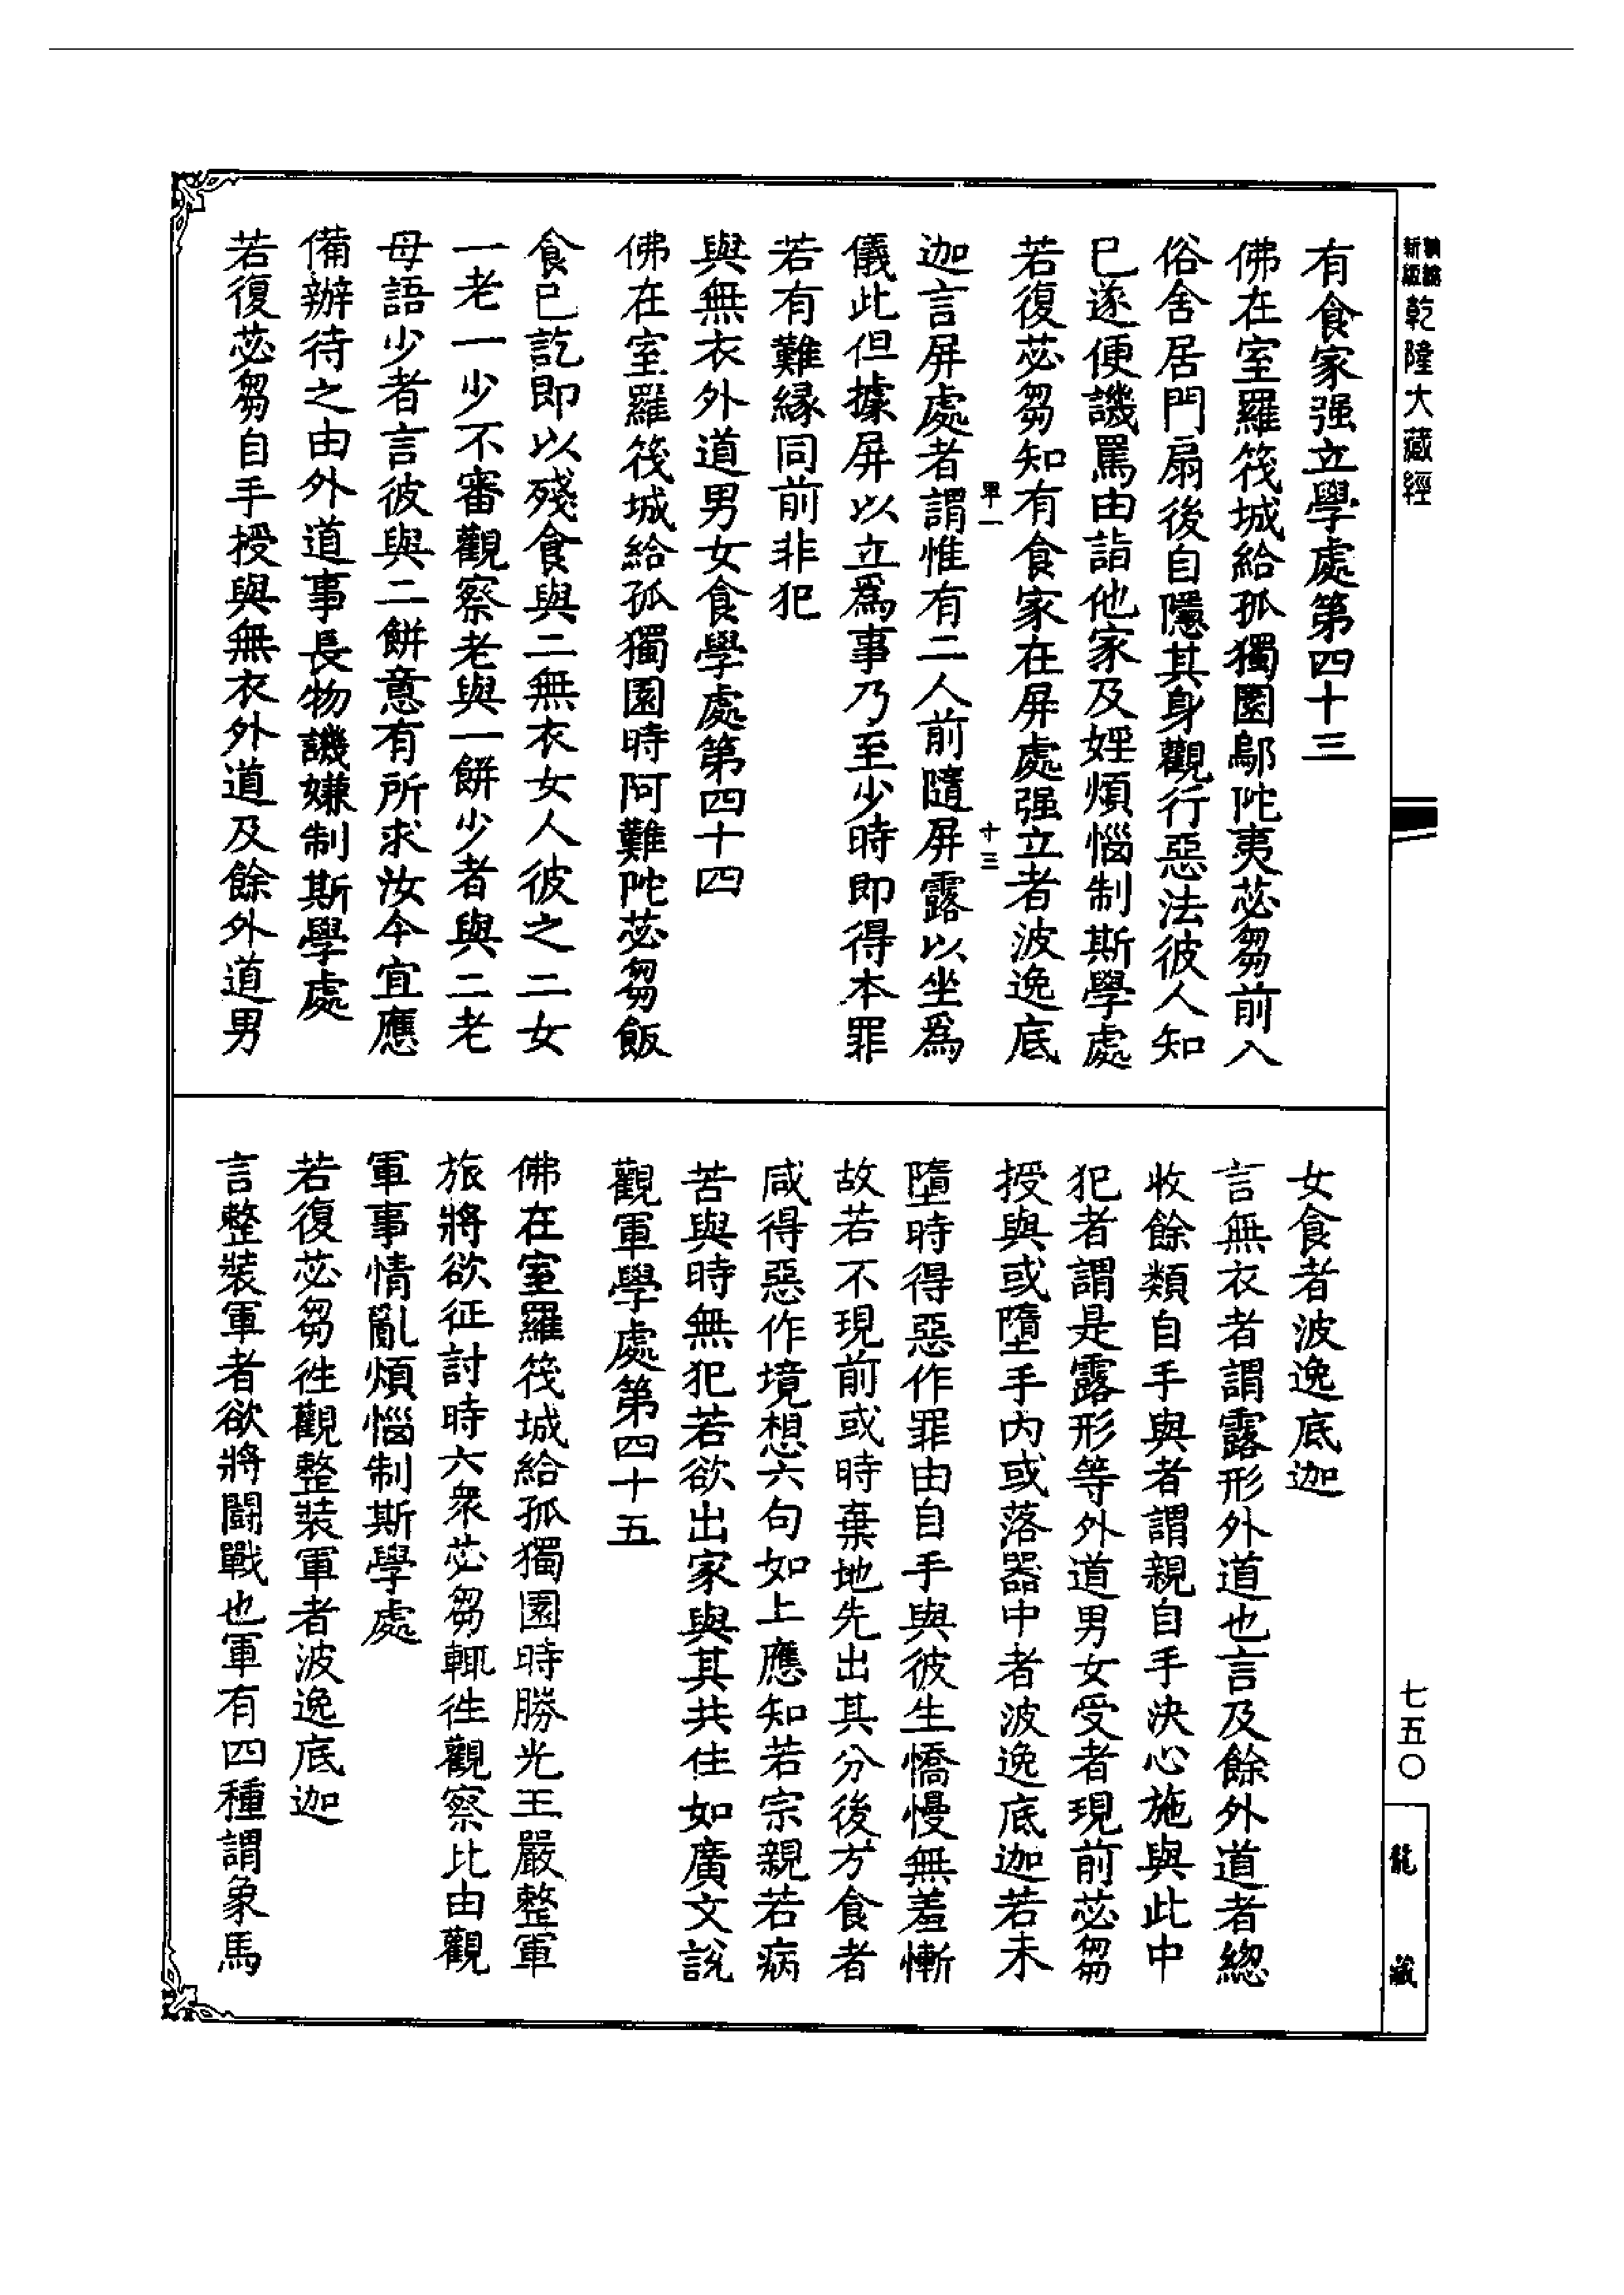 新編縮本乾隆大藏經
有食家强立學處第四十三
佛在室羅筏城給孤獨園鄔陀夷苾芻前入
俗舍居門扇後自隱其身觀行惡法彼人知
已遂便譏罵由詣他家及婬煩惱制斯學處
若復苾芻知有食家在屏處强立者波逸底
迦言屏處者謂惟有二人前隨屏露以坐爲
儀此但據屏以立爲事乃至少時即得本罪
若有難緣同前非犯
與無衣外道男女食學處第四十四
佛在室羅筏城給孤獨園時阿難陀苾芻飯
食已訖即以殘食與二無衣女人彼之二女
一老一少不審觀察老與一餅少者與二老
母語少者言彼與二餅意有所求汝今宜應
備辦待之由外道事長物譏嫌制斯學處
若復苾芻自手授與無衣外道及餘外道男
女食者波逸底迦
言無衣者謂露形外道也言及餘外道者緫
收餘類自手與者謂親自手決心施與此中
犯者謂是露形等外道男女受者現前苾芻
授與或墮手內或落器中者波逸底迦若未
墮時得惡作罪由自手與彼生憍慢無羞慚
故若不現前或時棄地先出其分後方食者
咸得惡作境想六句如上應知若宗親若病
苦與時無犯若欲出家與其共住如廣文說
觀軍學處第四十五
佛在室羅筏城給孤獨園時勝光王嚴整軍
旅將欲征討時六衆苾芻輒徃觀察比由觀
軍事情亂煩惱制斯學處
若復苾芻徃觀整裝軍者波逸底迦
言整裝軍者欲將鬪戰也軍有四種謂象馬
七五〇
龍藏